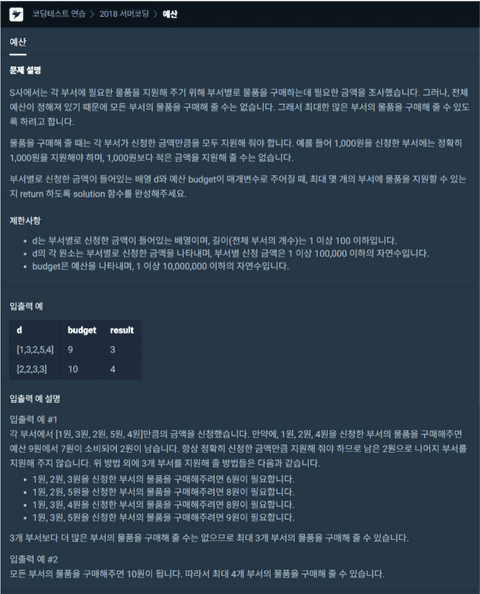 코딩테스트 연습 > 2018 서머코딩 > 예산
예산
문제 설명
S사에서는 각 부서에 필요한 물품을 지원해 주기 위해 부서별로 물품을 구매하는데 필요한 금액을 조사했습니다. 그러나, 전체
예산이 정해져 있기 때문에 모든 부서의 물품을 구매해 줄 수는 없습니다. 그래서 최대한 많은 부서의 물품을 구매해 줄 수 있도
록 하려고 합니다.
물품을 구매해 줄 때는 각 부서가 신청한 금액만큼을 모두 지원해 줘야 합니다. 예를 들어 1,000원을 신청한 부서에는 정확히
1,000원을 지원해야 하며, 1,000원보다 적은 금액을 지원해 줄 수는 없습니다.
부서별로 신청한 금액이 들어있는 배열 d와 예산 budget이 매개변수로 주어질 때, 최대 몇 개의 부서에 물품을 지원할 수 있는
지 return 하도록 solution 함수를 완성해주세요.
제한사항
• d는 부서별로 신청한 금액이 들어있는 배열이며, 길이(전체 부서의 개수)는 1 이상 100 이하입니다.
• d의 각 원소는 부서별로 신청한 금액을 나타내며, 부서별 신청 금액은 1 이상 100,000 이하의 자연수입니다.
• budget은 예산을 나타내며, 1 이상 10,000,000 이하의 자연수입니다.
입출력 예
d budget result
[1,3,2,5,4] 9 3
[2,2,3,3] 10 4
입출력 예 설명
입출력 예 #1
각 부서에서 [1원, 3원, 2원, 5원, 4원]만큼의 금액을 신청했습니다. 만약에, 1원, 2원, 4원을 신청한 부서의 물품을 구매해주면
예산 9원에서 7원이 소비되어 2원이 남습니다. 항상 정확히 신청한 금액만큼 지원해 줘야 하므로 남은 2원으로 나머지 부서를
지원해 주지 않습니다. 위 방법 외에 3개 부서를 지원해 줄 방법들은 다음과 같습니다.
• 1원, 2원, 3원을 신청한 부서의 물품을 구매해주려면 6원이 필요합니다.
• 1원, 2원, 5원을 신청한 부서의 물품을 구매해주려면 8원이 필요합니다.
• 1원, 3원, 4원을 신청한 부서의 물품을 구매해주려면 8원이 필요합니다.
• 1원, 3원, 5원을 신청한 부서의 물품을 구매해주려면 9원이 필요합니다.
3개 부서보다 더 많은 부서의 물품을 구매해 줄 수는 없으므로 최대 3개 부서의 물품을 구매해 줄 수 있습니다.
입출력 예 #2
모든 부서의 물품을 구매해주면 10원이 됩니다. 따라서 최대 4개 부서의 물품을 구매해 줄 수 있습니다.